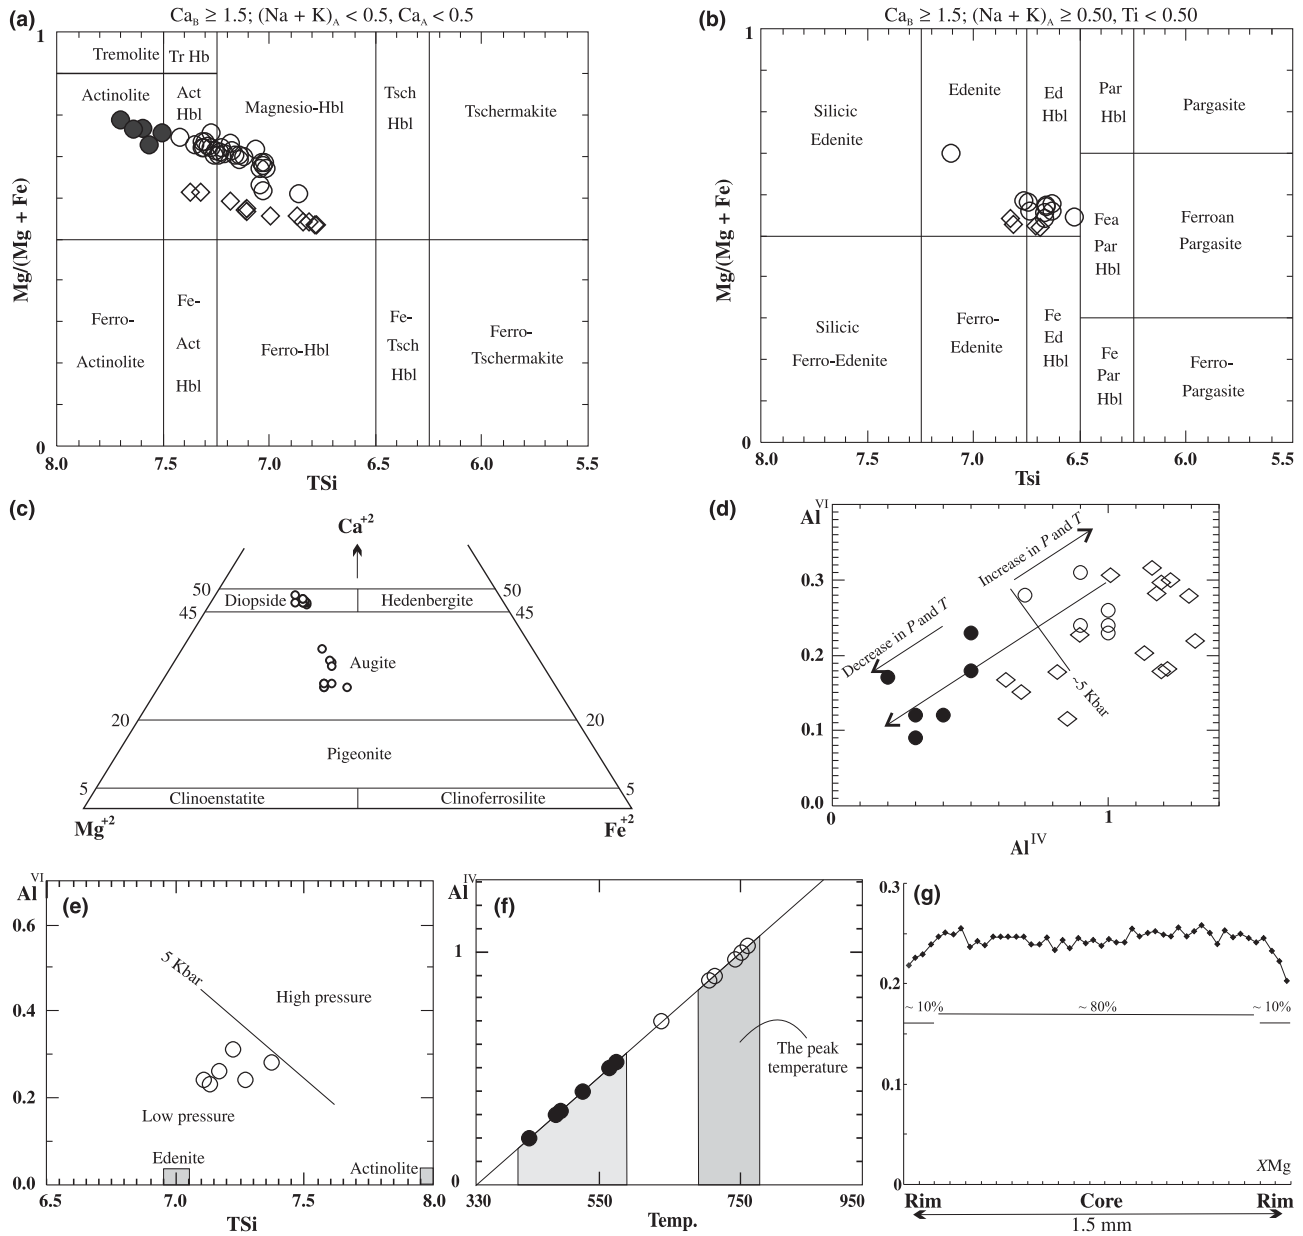 (a)
Ca_B ≥ 1.5; (Na + K)_A < 0.5, Ca_A < 0.5
1
Tremolite
Tr Hb
Actinolite
Act
Hbl
Magnesio-Hbl
Tsch
Hbl
Tschermakite
Mg/(Mg + Fe)
Ferro-
Actinolite
Fe-
Act
Hbl
Ferro-Hbl
Fe-
Tsch
Hbl
Ferro-
Tschermakite
0
8.0 7.5 7.0 6.5 6.0 5.5
TSi
(b)
Ca_B ≥ 1.5; (Na + K)_A ≥ 0.50, Ti < 0.50
1
Silicic
Edenite
Edenite
Ed
Hbl
Par
Hbl
Pargasite
Mg/(Mg + Fe)
Fea
Par
Hbl
Ferroan
Pargasite
Silicic
Ferro-Edenite
Ferro-
Edenite
Fe
Ed
Hbl
Fe
Par
Hbl
Ferro-
Pargasite
0
8.0 7.5 7.0 6.5 6.0 5.5
Tsi
(c)
Ca⁺²
50 50
Diopside Hedenbergite
45 45
Augite
20 20
Pigeonite
5 5
Clinoenstatite Clinoferrosilite
Mg⁺² Fe⁺²
(d)
Al^VI
Increase in P and T
Decrease in P and T
~5 Kbar
0.3
0.2
0.1
0.0
0 1
Al^IV
(e)
Al^VI
0.6
0.4
0.2
0.0
5 Kbar
High pressure
Low pressure
Edenite
Actinolite
6.5 7.0 7.5 8.0
TSi
(f)
Al^IV
1
0
The peak
temperature
330 550 750 950
Temp.
(g)
0.3
0.2
0.1
0.0
~ 10% ~ 80% ~ 10%
XMg
Rim Core Rim
1.5 mm